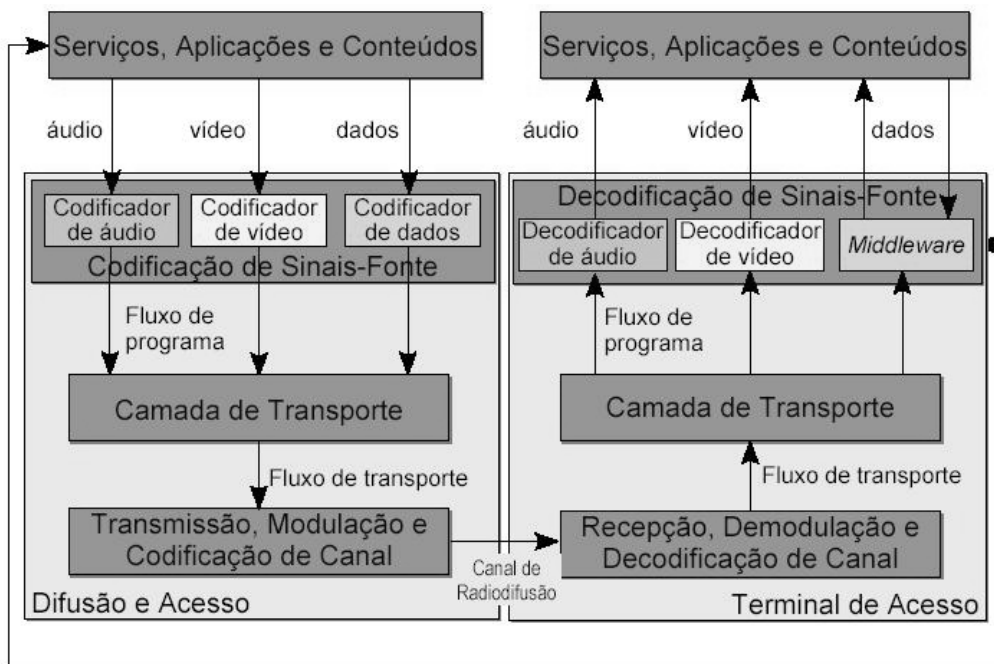 Serviços, Aplicações e Conteúdos
áudio
vídeo
dados
Codificador
de áudio
Codificador
de vídeo
Codificador
de dados
Codificação de Sinais-Fonte
Fluxo de
programa
Camada de Transporte
Fluxo de transporte
Transmissão, Modulação e
Codificação de Canal
Difusão e Acesso
Canal de
Radiodifusão
Serviços, Aplicações e Conteúdos
áudio
vídeo
dados
Decodificação de Sinais-Fonte
Decodificador
de áudio
Decodificador
de vídeo
Middleware
Fluxo de
programa
Camada de Transporte
Fluxo de transporte
Recepção, Demodulação e
Decodificação de Canal
Terminal de Acesso